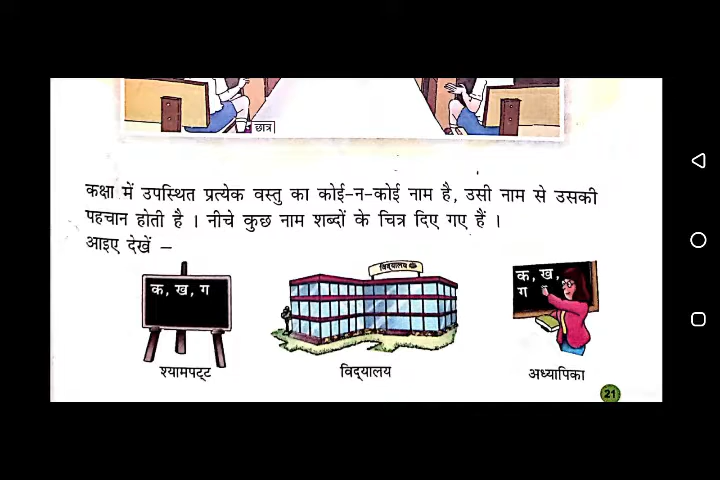 छात्र
कक्षा में उपस्थित प्रत्येक वस्तु का कोई-न-कोई नाम है, उसी नाम से उसकी
पहचान होती है । नीचे कुछ नाम शब्दों के चित्र दिए गए हैं ।
आइए देखें –
विद्यालय
क, ख, ग
क, ख,
ग
श्यामपट्ट
विद्यालय
अध्यापिका
21